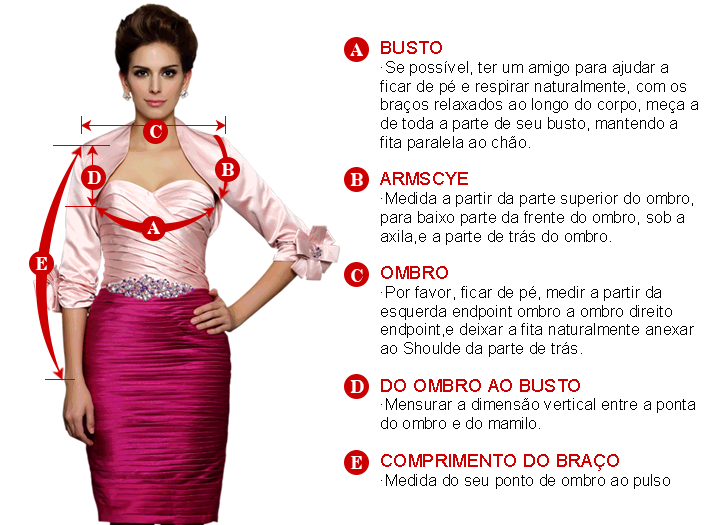 A BUSTO
·Se possível, ter um amigo para ajudar a
ficar de pé e respirar naturalmente, com os
braços relaxados ao longo do corpo, meça a
de toda a parte de seu busto, mantendo a
fita paralela ao chão.
B ARMSCYE
·Medida a partir da parte superior do ombro,
para baixo parte da frente do ombro, sob a
axila,e a parte de trás do ombro.
C OMBRO
·Por favor, ficar de pé, medir a partir da
esquerda endpoint ombro a ombro direito
endpoint,e deixar a fita naturalmente anexar
ao Shoulde da parte de trás.
D DO OMBRO AO BUSTO
·Mensurar a dimensão vertical entre a ponta
do ombro e do mamilo.
E COMPRIMENTO DO BRAÇO
·Medida do seu ponto de ombro ao pulso
C
B
D
A
E